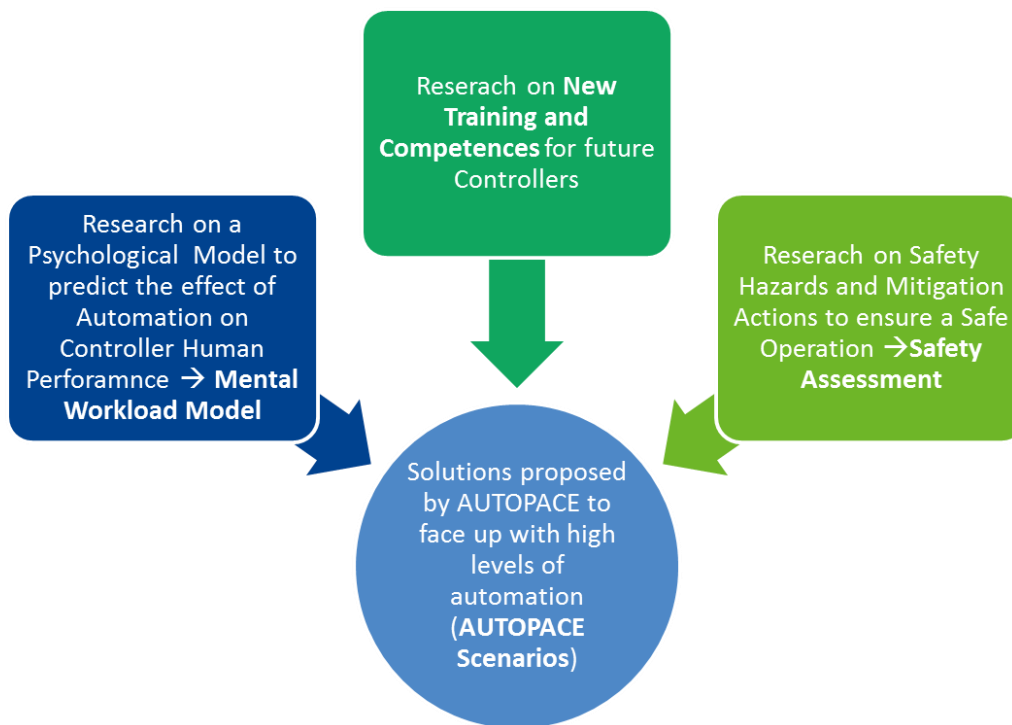 Reserach on New
Training and
Competences for future
Controllers
Research on a
Psychological Model to
predict the effect of
Automation on
Controller Human
Perforamnce → Mental
Workload Model
Reserach on Safety
Hazards and Mitigation
Actions to ensure a Safe
Operation →Safety
Assessment
Solutions proposed
by AUTOPACE to
face up with high
levels of
automation
(AUTOPACE
Scenarios)